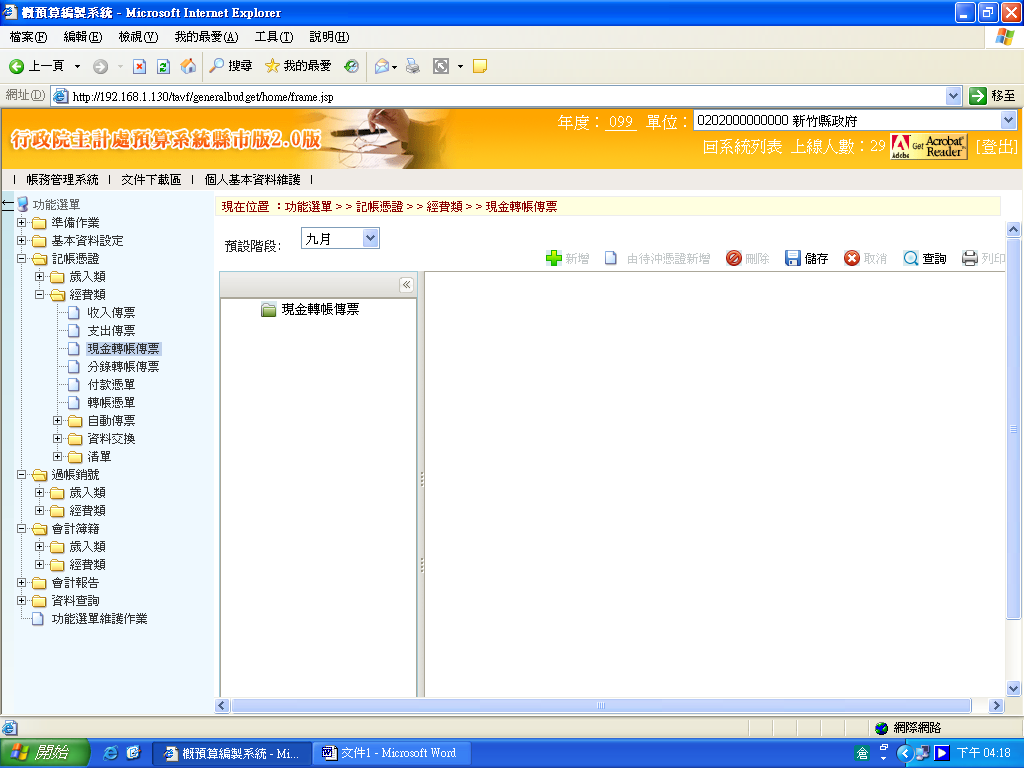 概預算編製系統 - Microsoft Internet Explorer
檔案(F) 編輯(E) 檢視(V) 我的最愛(A) 工具(T) 說明(H)
上一頁 搜尋 我的最愛
網址(D) http://192.168.1.130/tavf/generalbudget/home/frame.jsp 移至
行政院主計處預算系統縣市版2.0版
年度： 099 單位： 0202000000000 新竹縣政府
回系統列表 上線人數：29 Adobe Get Acrobat Reader [登出]
| 帳務管理系統 | 文件下載區 | 個人基本資料維護 |
功能選單
準備作業
基本資料設定
記帳憑證
歲入類
經費類
收入傳票
支出傳票
現金轉帳傳票
分錄轉帳傳票
付款憑單
轉帳憑單
自動傳票
資料交換
清單
過帳銷號
歲入類
經費類
會計簿籍
歲入類
經費類
會計報告
資料查詢
功能選單維護作業
現在位置 ：功能選單 > > 記帳憑證 > > 經費類 > > 現金轉帳傳票
預設階段: 九月
新增 由待沖憑證新增 刪除 儲存 取消 查詢 列印
現金轉帳傳票
網際網路
開始 概預算編製系統 - Mi... 文件1 - Microsoft Word 倉 下午 04:18